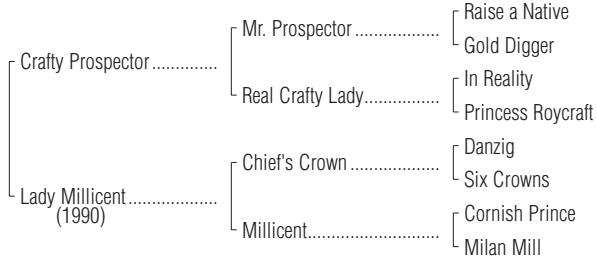 Raise a Native
Mr. Prospector ..................
Gold Digger
Crafty Prospector..............
In Reality
Real Crafty Lady................
Princess Roycraft
Danzig
Chief's Crown ...................
Six Crowns
Lady Millicent...................
(1990)
Cornish Prince
Millicent............................
Milan Mill